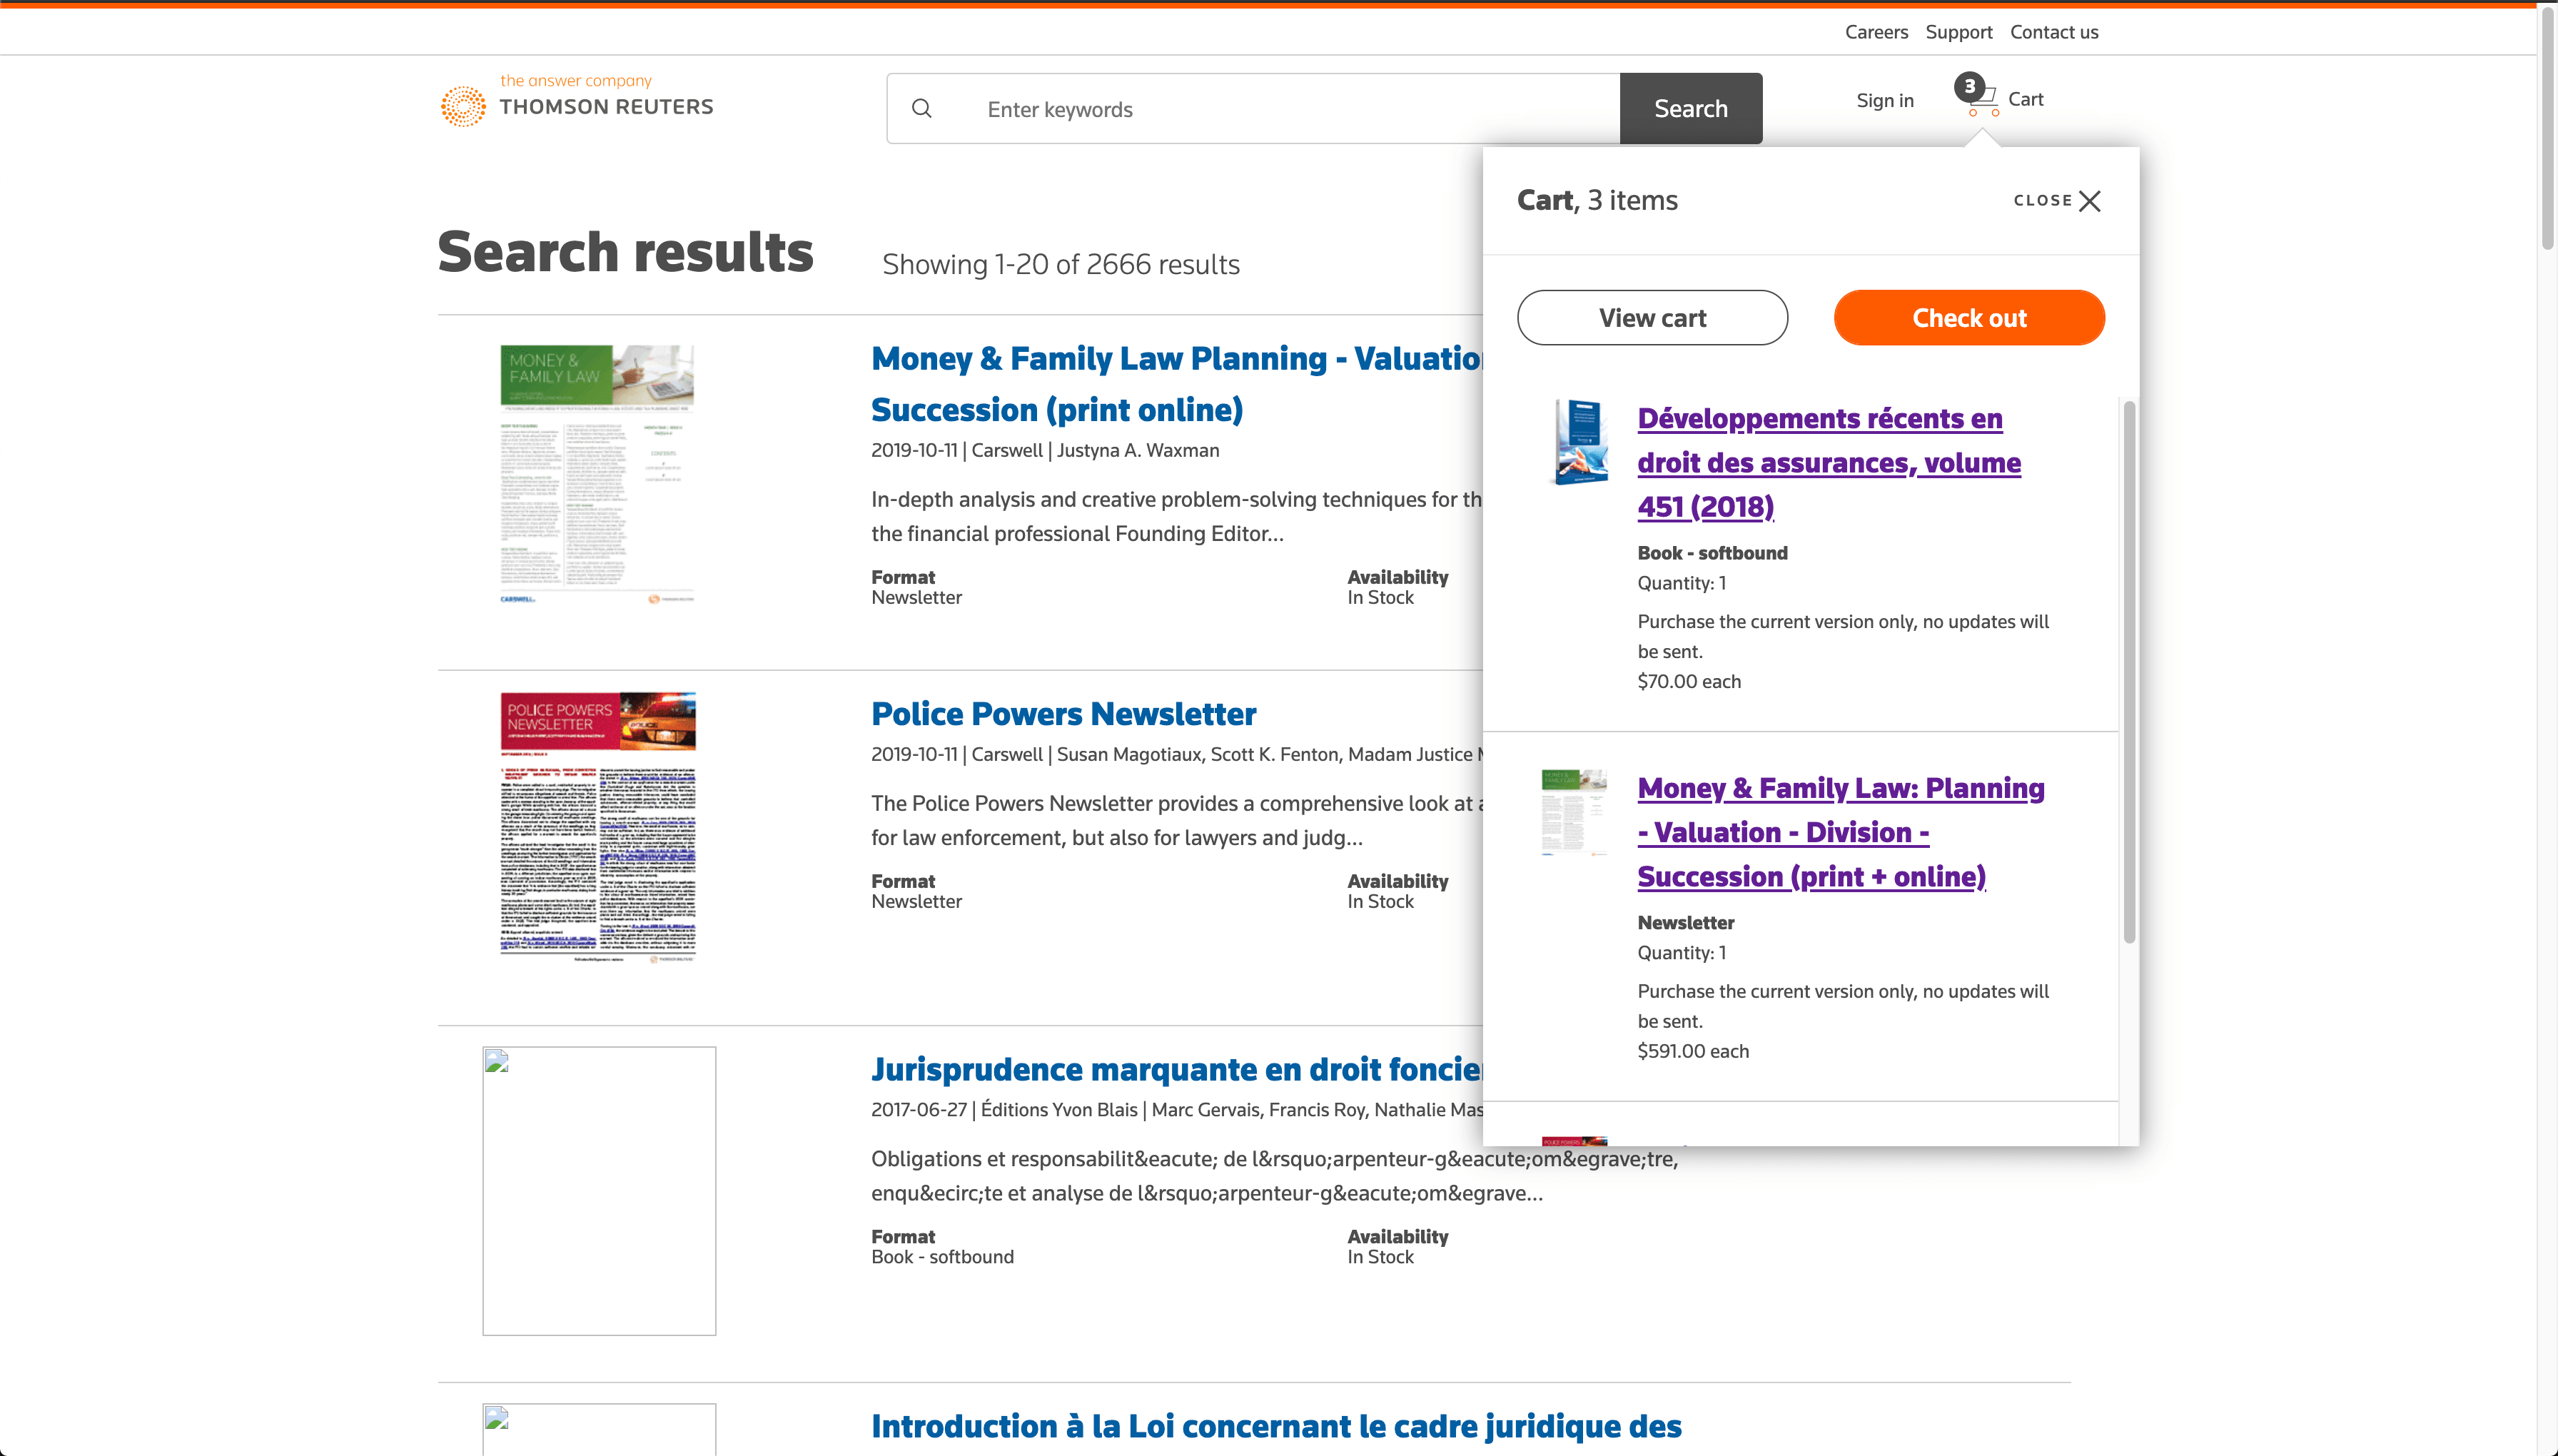 Careers Support Contact us
the answer company
THOMSON REUTERS
Enter keywords
Search
Sign in
3
Cart
Cart, 3 items
CLOSE
View cart
Check out
Développements récents en
droit des assurances, volume
451 (2018)
Book - softbound
Quantity: 1
Purchase the current version only, no updates will
be sent.
$70.00 each
Money & Family Law: Planning
- Valuation - Division -
Succession (print + online)
Newsletter
Quantity: 1
Purchase the current version only, no updates will
be sent.
$591.00 each
Search results
Showing 1-20 of 2666 results
MONEY &
FAMILY LAW
CARSWELL
THOMSON REUTERS
Money & Family Law Planning - Valuatio
Succession (print online)
2019-10-11 | Carswell | Justyna A. Waxman
In-depth analysis and creative problem-solving techniques for th
the financial professional Founding Editor...
Format
Newsletter
Availability
In Stock
POLICE POWERS
NEWSLETTER
Police Powers Newsletter
2019-10-11 | Carswell | Susan Magotiaux, Scott K. Fenton, Madam Justice
The Police Powers Newsletter provides a comprehensive look at
for law enforcement, but also for lawyers and judg...
Format
Newsletter
Availability
In Stock
Jurisprudence marquante en droit foncie
2017-06-27 | Éditions Yvon Blais | Marc Gervais, Francis Roy, Nathalie Mas
Obligations et responsabilit&eacute; de l&rsquo;arpenteur-g&eacute;om&egrave;tre,
enqu&ecirc;te et analyse de l&rsquo;arpenteur-g&eacute;om&egrave...
Format
Book - softbound
Availability
In Stock
Introduction à la Loi concernant le cadre juridique des